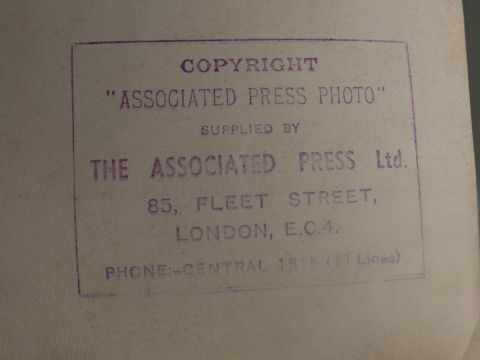 COPYRIGHT
"ASSOCIATED PRESS PHOTO"
SUPPLIED BY
THE ASSOCIATED PRESS Ltd.
85, FLEET STREET,
LONDON, E.C.4.
PHONE:-CENTRAL 1515 (11 Lines)